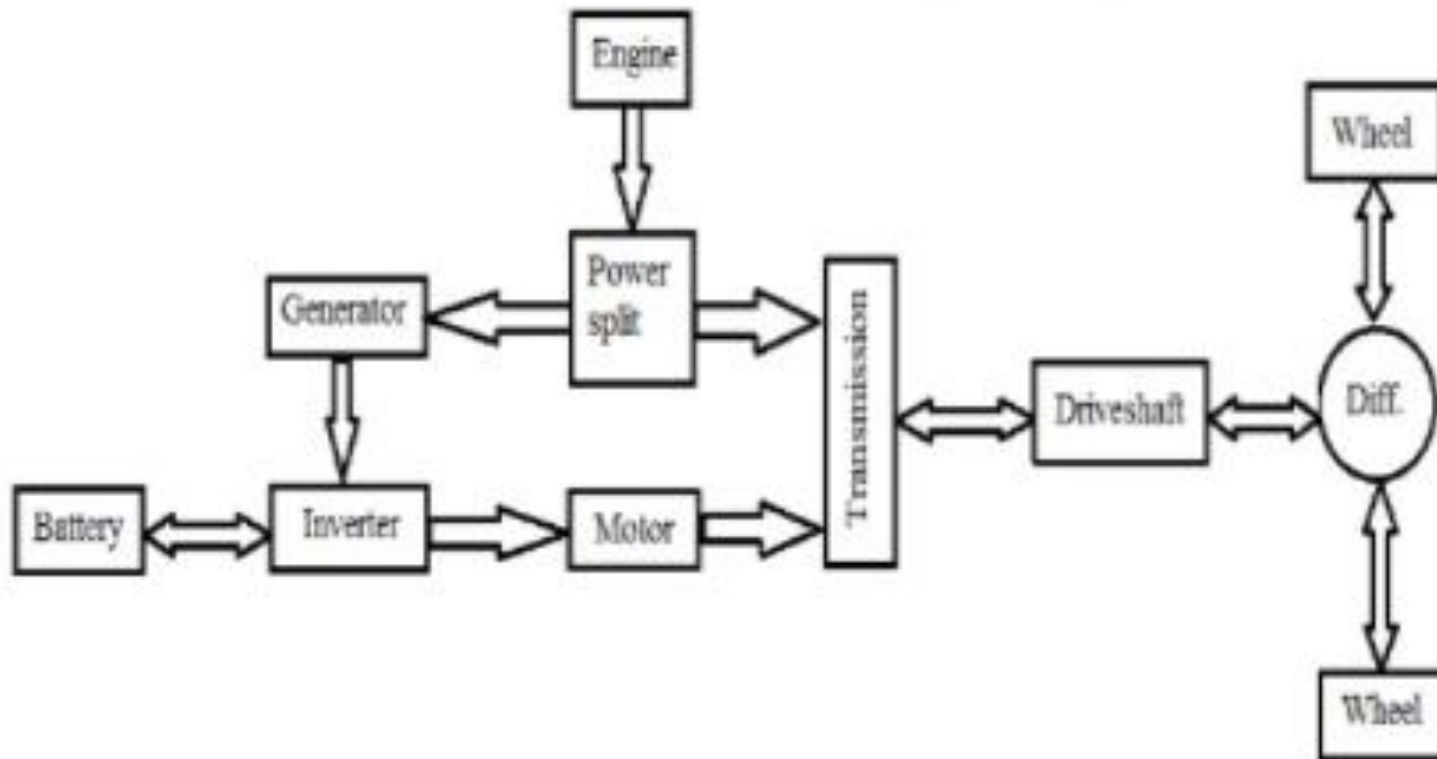 Engine
Wheel
Power
split
Generator
Transmission
Driveshaft
Diff.
Battery
Inverter
Motor
Wheel